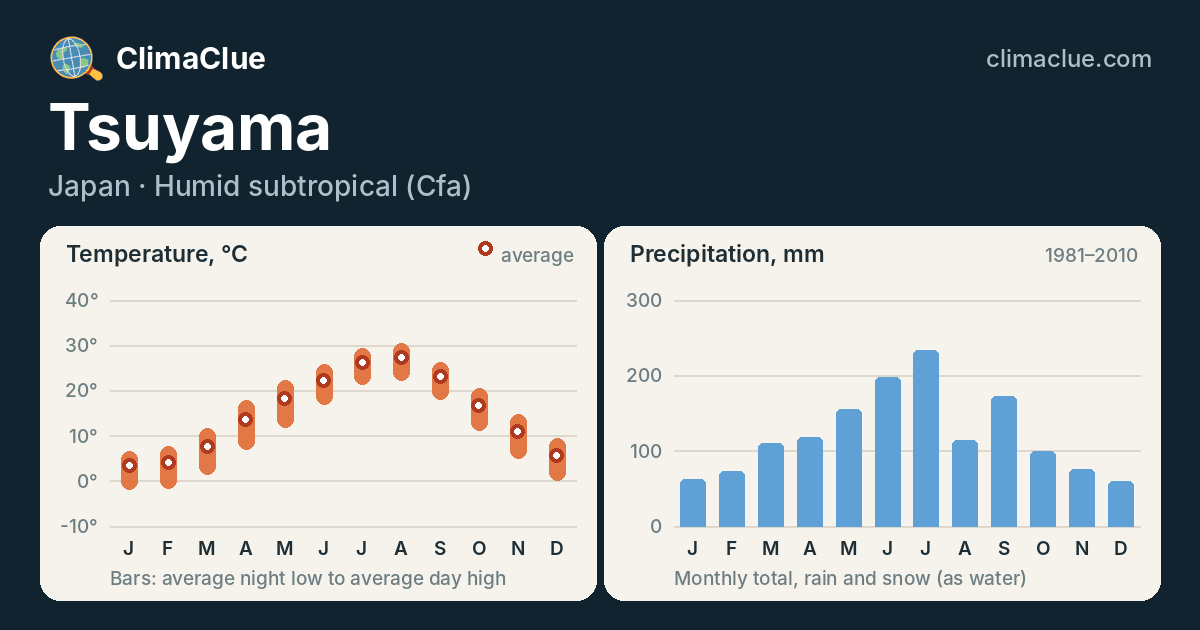 ClimaClue
climaclue.com
Tsuyama
Japan · Humid subtropical (Cfa)
Temperature, °C
average
40°
30°
20°
10°
0°
-10°
J F M A M J J A S O N D
Bars: average night low to average day high
Precipitation, mm
1981–2010
300
200
100
0
J F M A M J J A S O N D
Monthly total, rain and snow (as water)